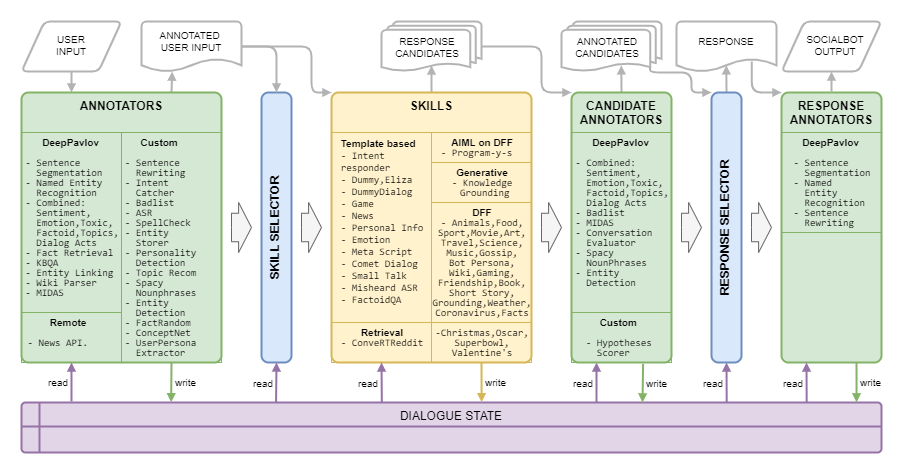 USER
INPUT
ANNOTATED
USER INPUT
RESPONSE
CANDIDATES
ANNOTATED
CANDIDATES
RESPONSE
SOCIALBOT
OUTPUT
ANNOTATORS
DeepPavlov
- Sentence
Segmentation
- Named Entity
Recognition
- Combined:
Sentiment,
Emotion,Toxic,
Factoid,Topics,
Dialog Acts
- Fact Retrieval
- KBQA
- Entity Linking
- Wiki Parser
- MIDAS
Remote
- News API.
Custom
- Sentence
Rewriting
- Intent
Catcher
- Badlist
- ASR
- SpellCheck
- Entity
Storer
- Personality
Detection
- Topic Recom
- Spacy
Nounphrases
- Entity
Detection
- FactRandom
- ConceptNet
- UserPersona
Extractor
SKILL SELECTOR
SKILLS
Template based
- Intent
responder
- Dummy,Eliza
- DummyDialog
- Game
- News
- Personal Info
- Emotion
- Meta Script
- Comet Dialog
- Small Talk
- Misheard ASR
- FactoidQA
Retrieval
- ConveRTReddit
AIML on DFF
- Program-y-s
Generative
- Knowledge
Grounding
DFF
- Animals,Food,
Sport,Movie,Art,
Travel,Science,
Music,Gossip,
Bot Persona,
Wiki,Gaming,
Friendship,Book,
Short Story,
Grounding,Weather,
Coronavirus,Facts
-Christmas,Oscar,
Superbowl,
Valentine's
CANDIDATE
ANNOTATORS
DeepPavlov
- Combined:
Sentiment,
Emotion,Toxic,
Factoid,Topics,
Dialog Acts
- Badlist
- MIDAS
- Conversation
Evaluator
- Spacy
NounPhrases
- Entity
Detection
Custom
- Hypotheses
Scorer
RESPONSE SELECTOR
RESPONSE
ANNOTATORS
DeepPavlov
- Sentence
Segmentation
- Named
Entity
Recognition
- Sentence
Rewriting
read
write
read
read
write
read
write
read
read
write
DIALOGUE STATE